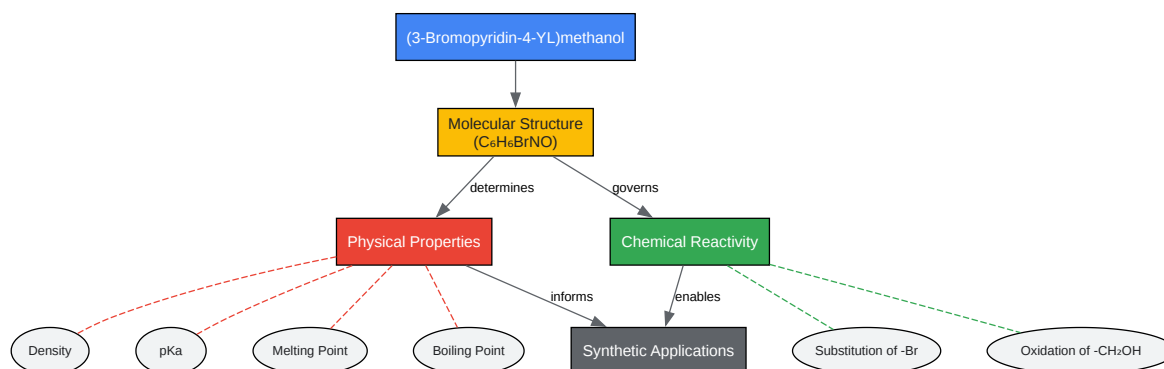 (3-Bromopyridin-4-YL)methanol
Molecular Structure
(C₆H₆BrNO)
determines
governs
Physical Properties
Chemical Reactivity
informs
enables
Density
pKa
Melting Point
Boiling Point
Synthetic Applications
Substitution of -Br
Oxidation of -CH₂OH